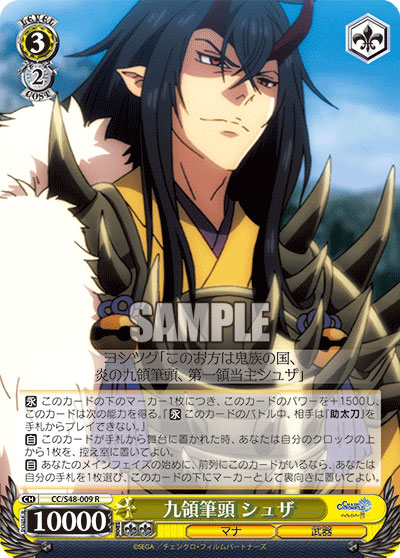 LEVEL
3
2
COST
SAMPLE
ヨシツグ「このお方は鬼族の国、
炎の九領筆頭、第一領当主シュザ」
永 このカードの下のマーカー1枚につき、このカードのパワーを＋1500し、
このカードは次の能力を得る。『永 このカードのバトル中、相手は『助太刀』を
手札からプレイできない。』
自 このカードが手札から舞台に置かれた時、あなたは自分のクロックの上
から1枚を、控え室に置いてよい。
自 あなたのメインフェイズの始めに、前列にこのカードがいるなら、あなたは
自分の手札を1枚選び、このカードの下にマーカーとして裏向きに置いてよい。
CH CC/S48-009 R
POWER
10000
九領筆頭 シュザ
マナ
武器
©SEGA／チェンクロ・フィルムパートナーズ